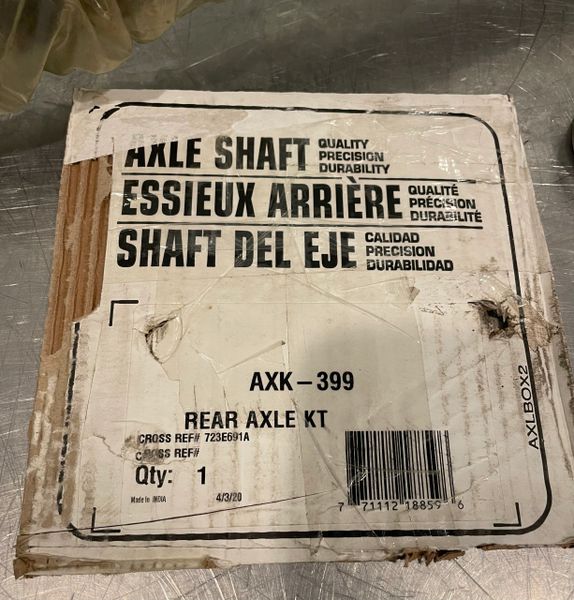 AXLE SHAFT QUALITY PRECISION DURABILITY
ESSIEUX ARRIÈRE QUALITÉ PRÉCISION DURABILITÉ
SHAFT DEL EJE CALIDAD PRECISION DURABILIDAD
AXK-399
REAR AXLE KT
CROSS REF# 723E691A
CROSS REF#
Qty: 1
Made in INDIA 4/3/20
7 71112 18859 6
AXLBOX2